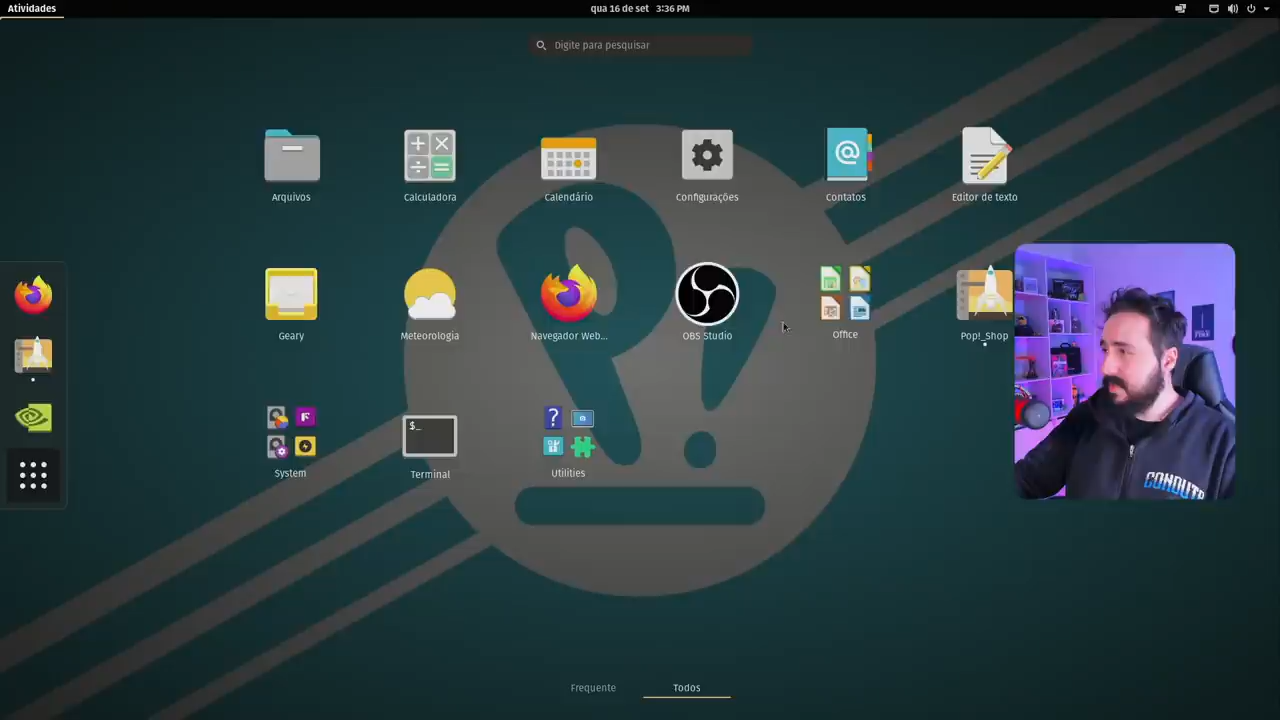 Atividades
qua 16 de set 3:36 PM
Digite para pesquisar
Arquivos
Calculadora
Calendário
Configurações
Contatos
Editor de texto
Geary
Meteorologia
Navegador Web...
OBS Studio
Office
Pop!_Shop
$_
System
Terminal
Utilities
Frequente
Todos